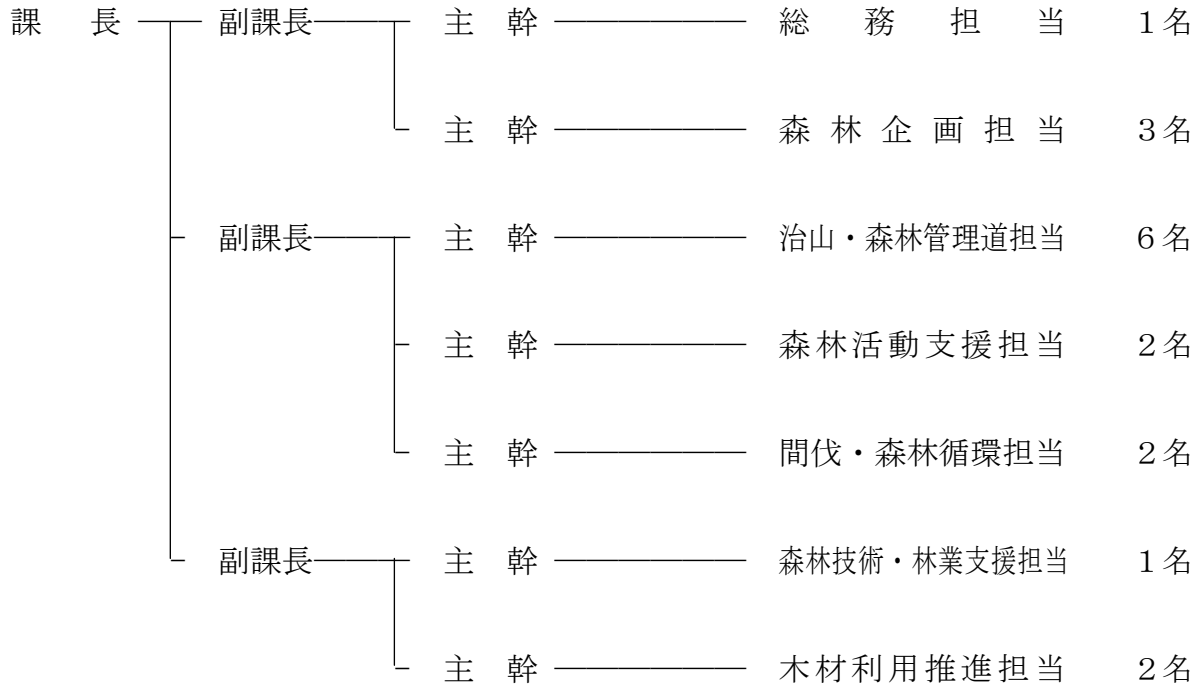 課長 副課長 主幹 総務担当 1名
主幹 森林企画担当 3名
副課長 主幹 治山・森林管理道担当 6名
主幹 森林活動支援担当 2名
主幹 間伐・森林循環担当 2名
副課長 主幹 森林技術・林業支援担当 1名
主幹 木材利用推進担当 2名